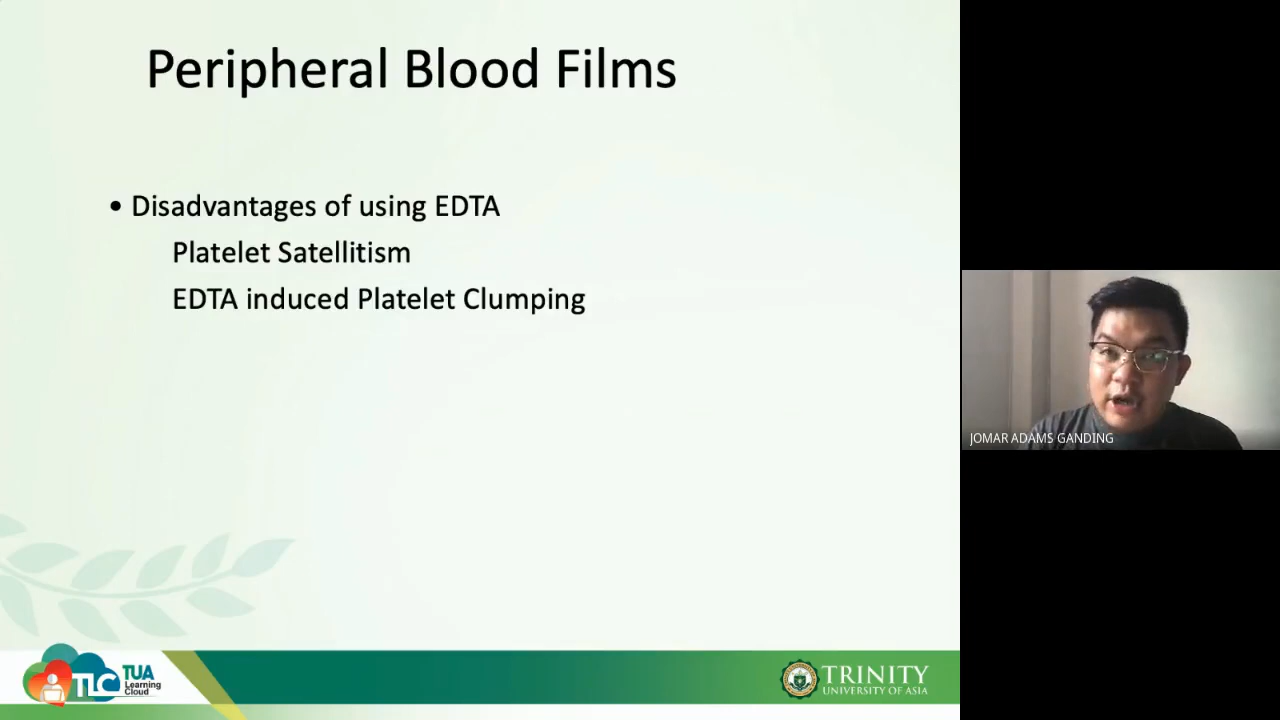 Peripheral Blood Films
• Disadvantages of using EDTA
Platelet Satellitism
EDTA induced Platelet Clumping
JOMAR ADAMS GANDING
TLC
TUA
Learning
Cloud
TRINITY
UNIVERSITY OF ASIA